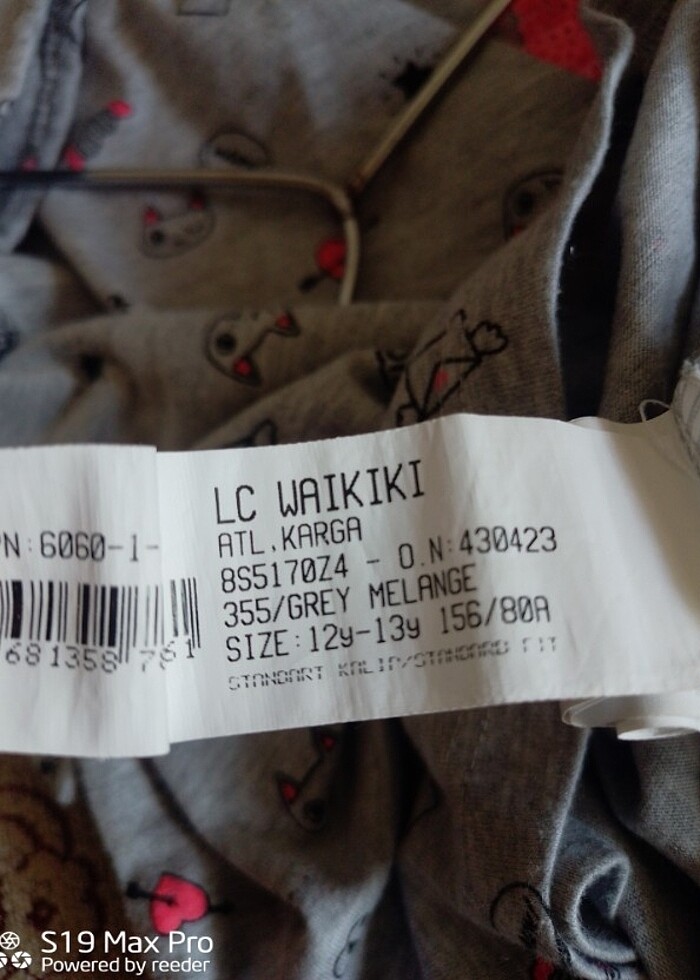 PN:6060-1-
681358 761
LC WAIKIKI
ATL.KARGA
8S5170Z4 - O.N:430423
355/GREY MELANGE
SIZE:12y-13y 156/80A
STANDART KALIP/STANDARD FIT
S19 Max Pro
Powered by reeder